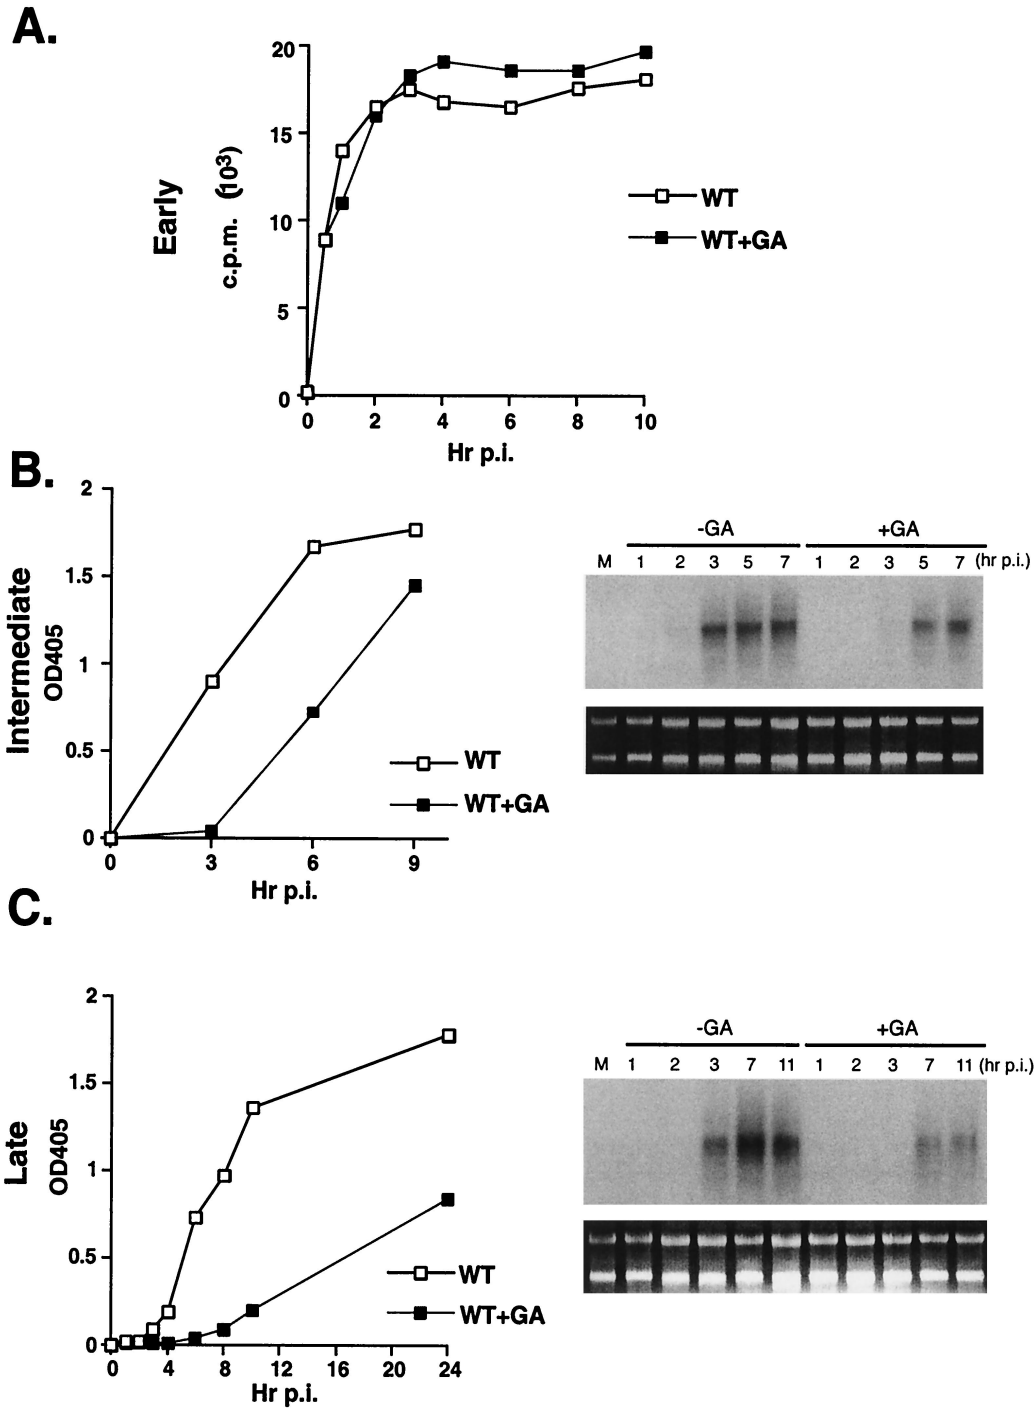 A.
Early
c.p.m. (10³)
20
15
10
5
0
0 2 4 6 8 10
Hr p.i.
WT
WT+GA
B.
Intermediate
OD405
2
1.5
1
0.5
0
0 3 6 9
Hr p.i.
WT
WT+GA
-GA +GA
M 1 2 3 5 7 1 2 3 5 7 (hr p.i.)
C.
Late
OD405
2
1.5
1
0.5
0
0 4 8 12 16 20 24
Hr p.i.
WT
WT+GA
-GA +GA
M 1 2 3 7 11 1 2 3 7 11 (hr p.i.)